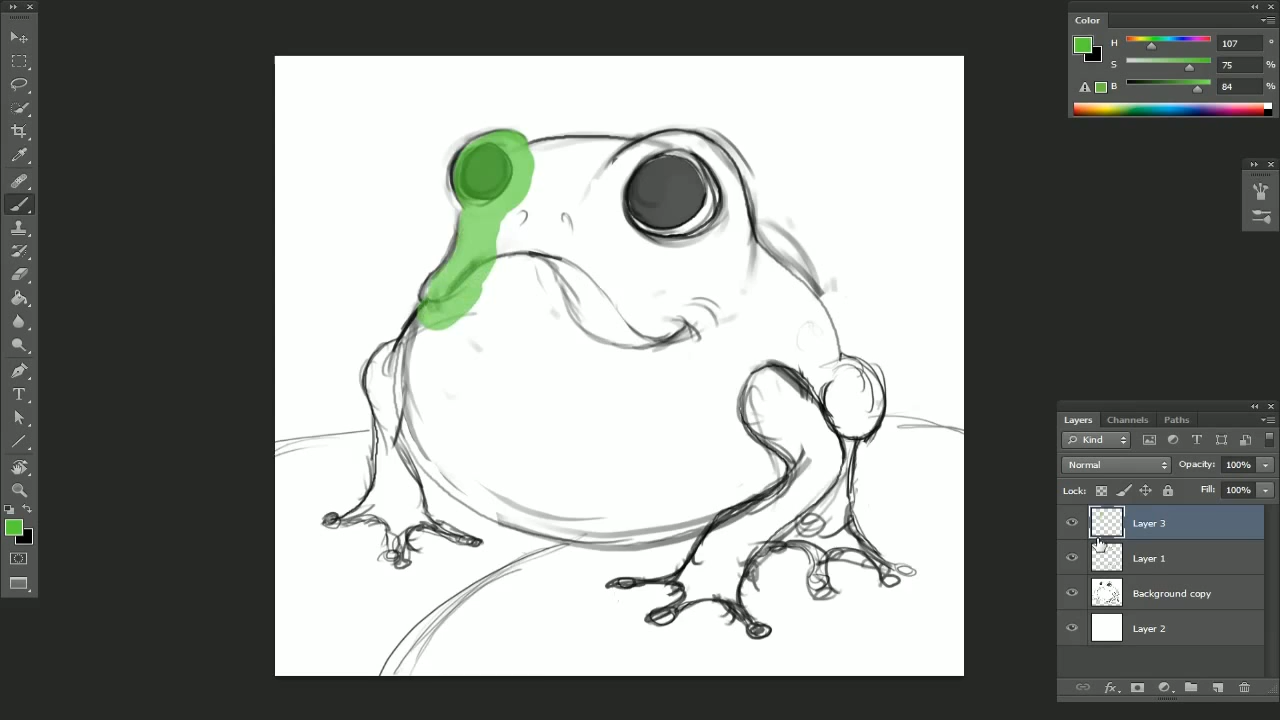 Color
H 107 °
S 75 %
B 84 %
Layers Channels Paths
Kind
Normal Opacity: 100%
Lock: Fill: 100%
Layer 3
Layer 1
Background copy
Layer 2
fx
T